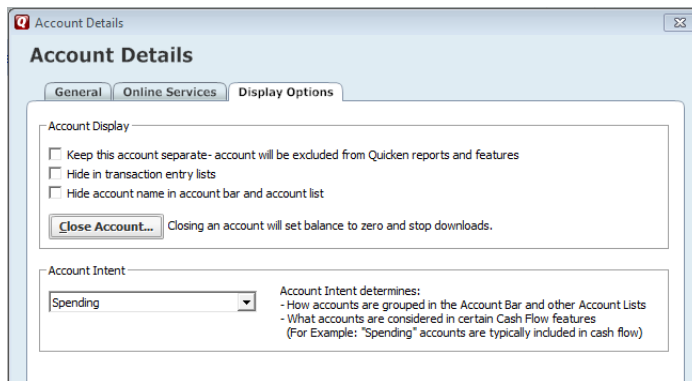 Account Details
Account Details
General Online Services Display Options
Account Display
Keep this account separate- account will be excluded from Quicken reports and features
Hide in transaction entry lists
Hide account name in account bar and account list
Close Account... Closing an account will set balance to zero and stop downloads.
Account Intent
Spending
Account Intent determines:
- How accounts are grouped in the Account Bar and other Account Lists
- What accounts are considered in certain Cash Flow features
(For Example: "Spending" accounts are typically included in cash flow)